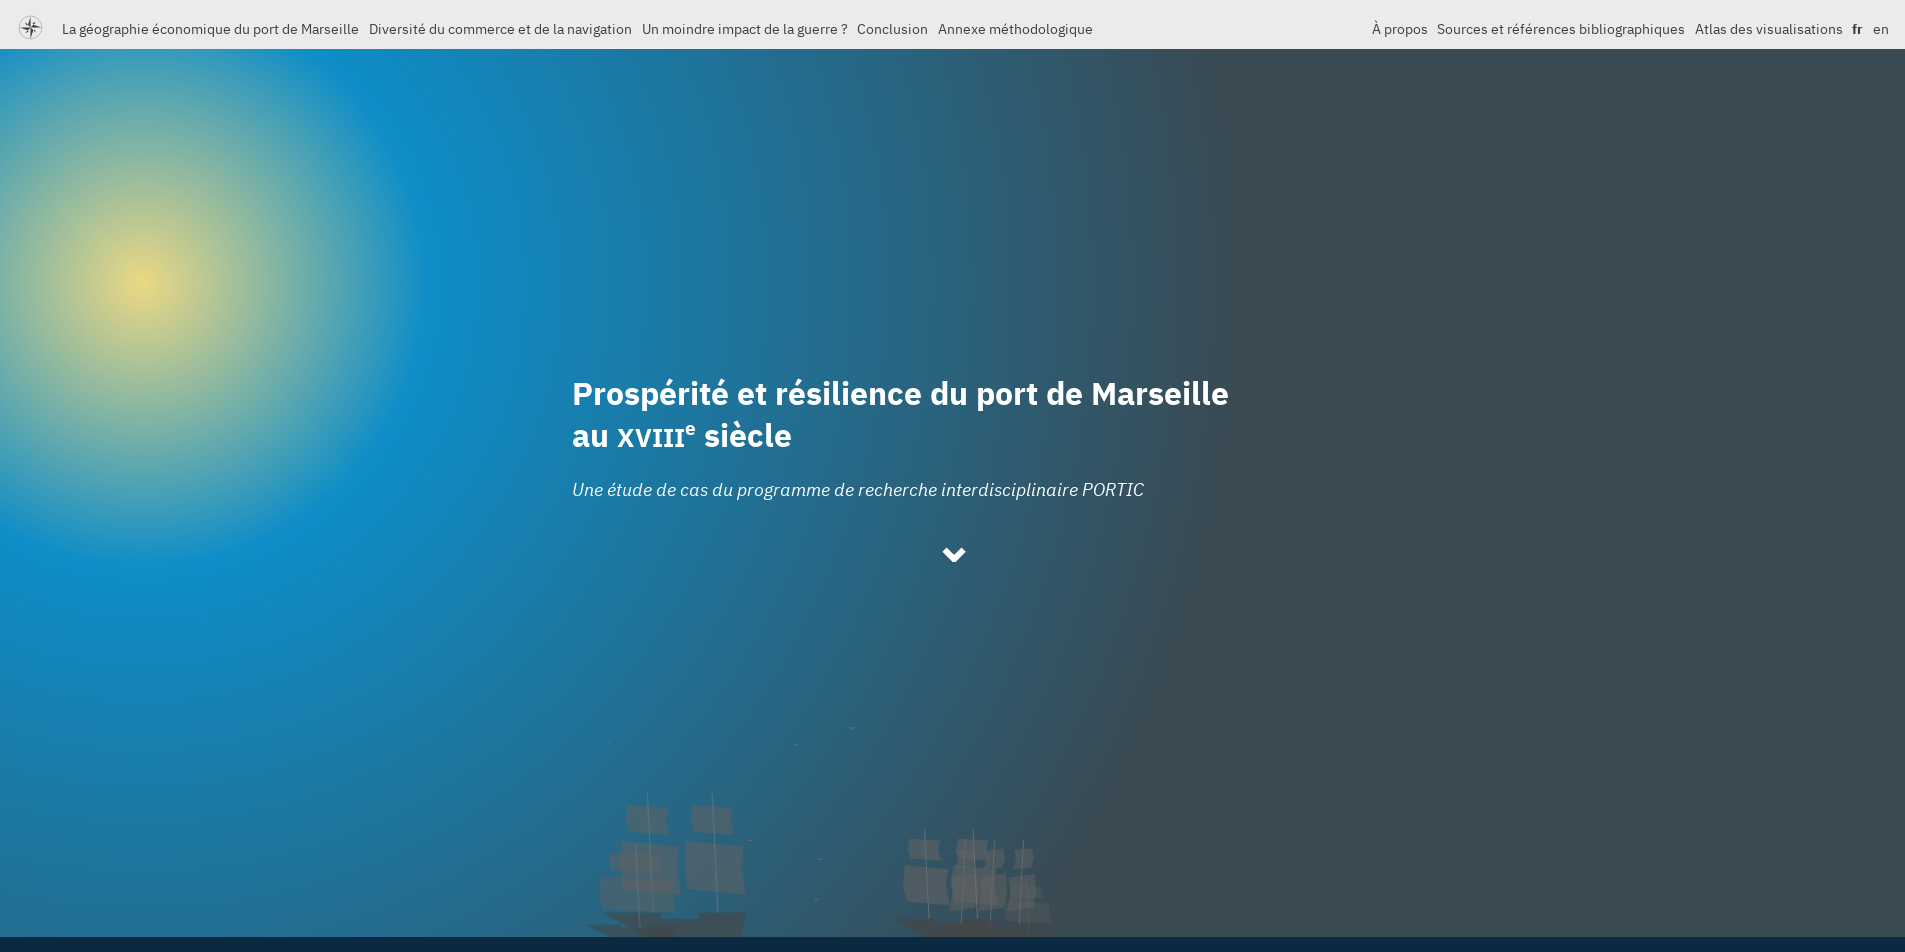 La géographie économique du port de Marseille Diversité du commerce et de la navigation Un moindre impact de la guerre ? Conclusion Annexe méthodologique À propos Sources et références bibliographiques Atlas des visualisations fr en
Prospérité et résilience du port de Marseille
au XVIIIe siècle
Une étude de cas du programme de recherche interdisciplinaire PORTIC